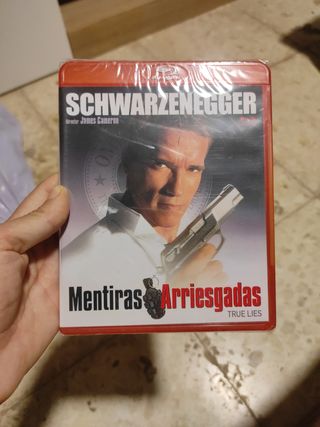 SCHWARZENEGGER
Director James Cameron
Mentiras Arriesgadas
TRUE LIES